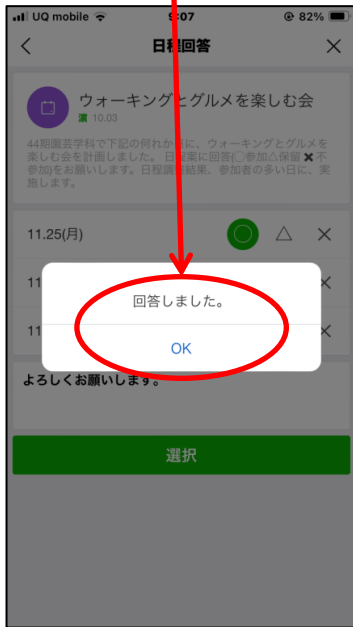 UQ mobile 9:07 82%
日程回答
ウォーキングとグルメを楽しむ会
濵 10.03
44期園芸学科で下記の何れか日に、ウォーキングとグルメを
楽しむ会を計画しました。 日程案に回答(◯参加△保留✖不
参加)をお願いします。日程調整結果、参加者の多い日に、実
施します。
11.25(月)
11
回答しました。
11
OK
よろしくお願いします。
選択